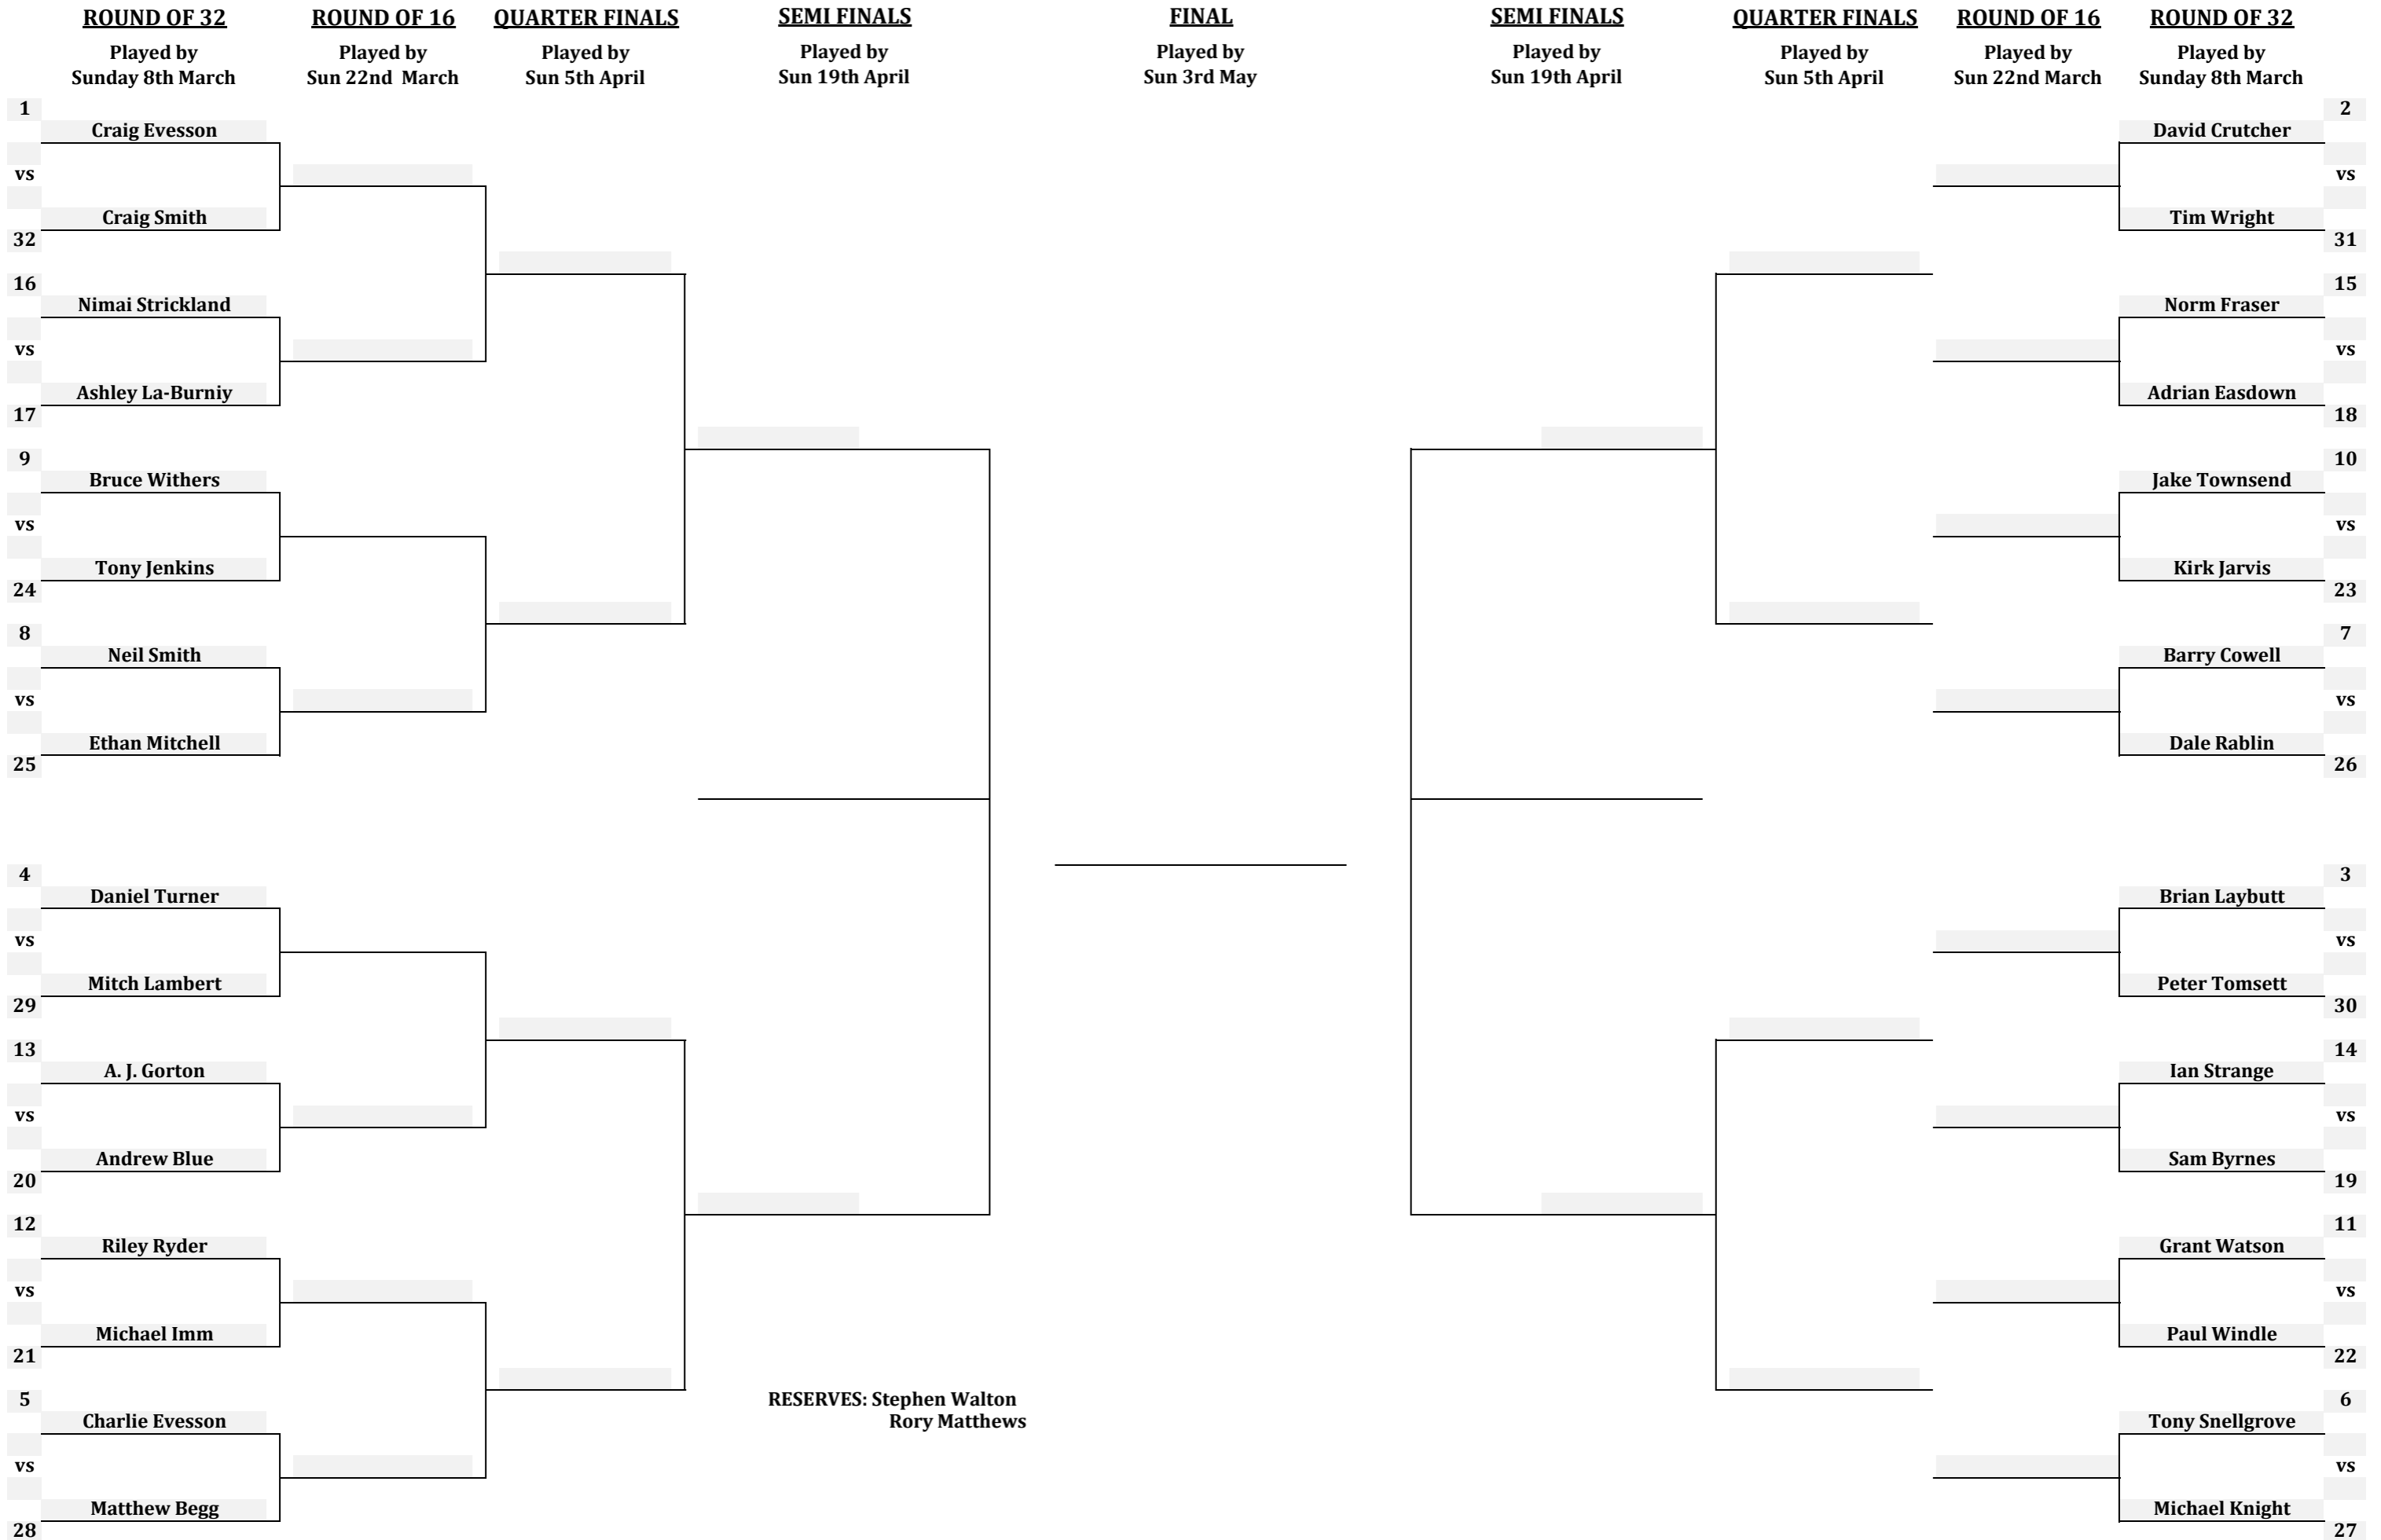 ROUND OF 32 ROUND OF 16 QUARTER FINALS SEMI FINALS FINAL SEMI FINALS QUARTER FINALS ROUND OF 16 ROUND OF 32
Played by Played by Played by Played by Played by Played by Played by Played by Played by
Sunday 8th March Sun 22nd March Sun 5th April Sun 19th April Sun 3rd May Sun 19th April Sun 5th April Sun 22nd March Sunday 8th March
1 2
Craig Evesson David Crutcher
vs vs
Craig Smith Tim Wright
32 31
16 15
Nimai Strickland Norm Fraser
vs vs
Ashley La-Burniy Adrian Easdown
17 18
9 10
Bruce Withers Jake Townsend
vs vs
Tony Jenkins Kirk Jarvis
24 23
8 7
Neil Smith Barry Cowell
vs vs
Ethan Mitchell Dale Rablin
25 26
4 3
Daniel Turner Brian Laybutt
vs vs
Mitch Lambert Peter Tomsett
29 30
13 14
A. J. Gorton Ian Strange
vs vs
Andrew Blue Sam Byrnes
20 19
12 11
Riley Ryder Grant Watson
vs vs
Michael Imm Paul Windle
21 22
5 RESERVES: Stephen Walton 6
Charlie Evesson Rory Matthews Tony Snellgrove
vs vs
Matthew Begg Michael Knight
28 27